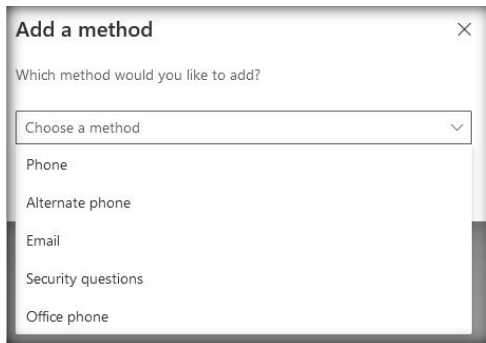 Add a method
Which method would you like to add?
Choose a method
Phone
Alternate phone
Email
Security questions
Office phone